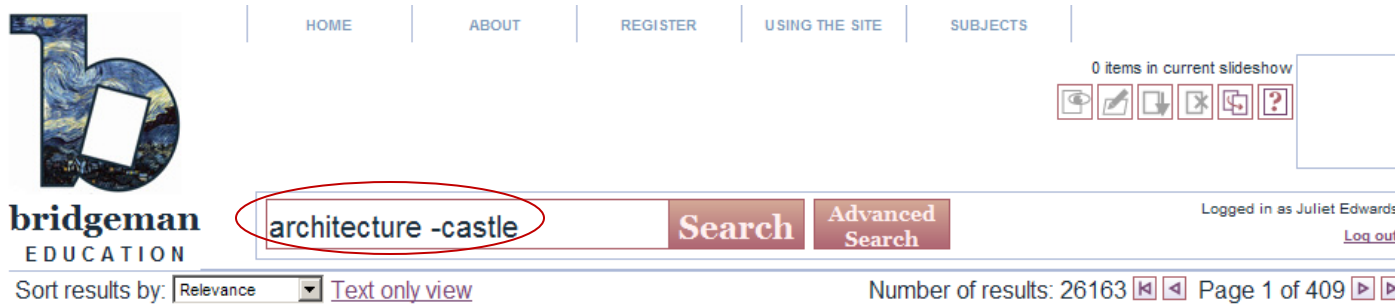 HOME ABOUT REGISTER USING THE SITE SUBJECTS
0 items in current slideshow
?
b
bridgeman
EDUCATION
architecture -castle Search Advanced Search
Logged in as Juliet Edwards
Log out
Sort results by: Relevance Text only view Number of results: 26163 Page 1 of 409